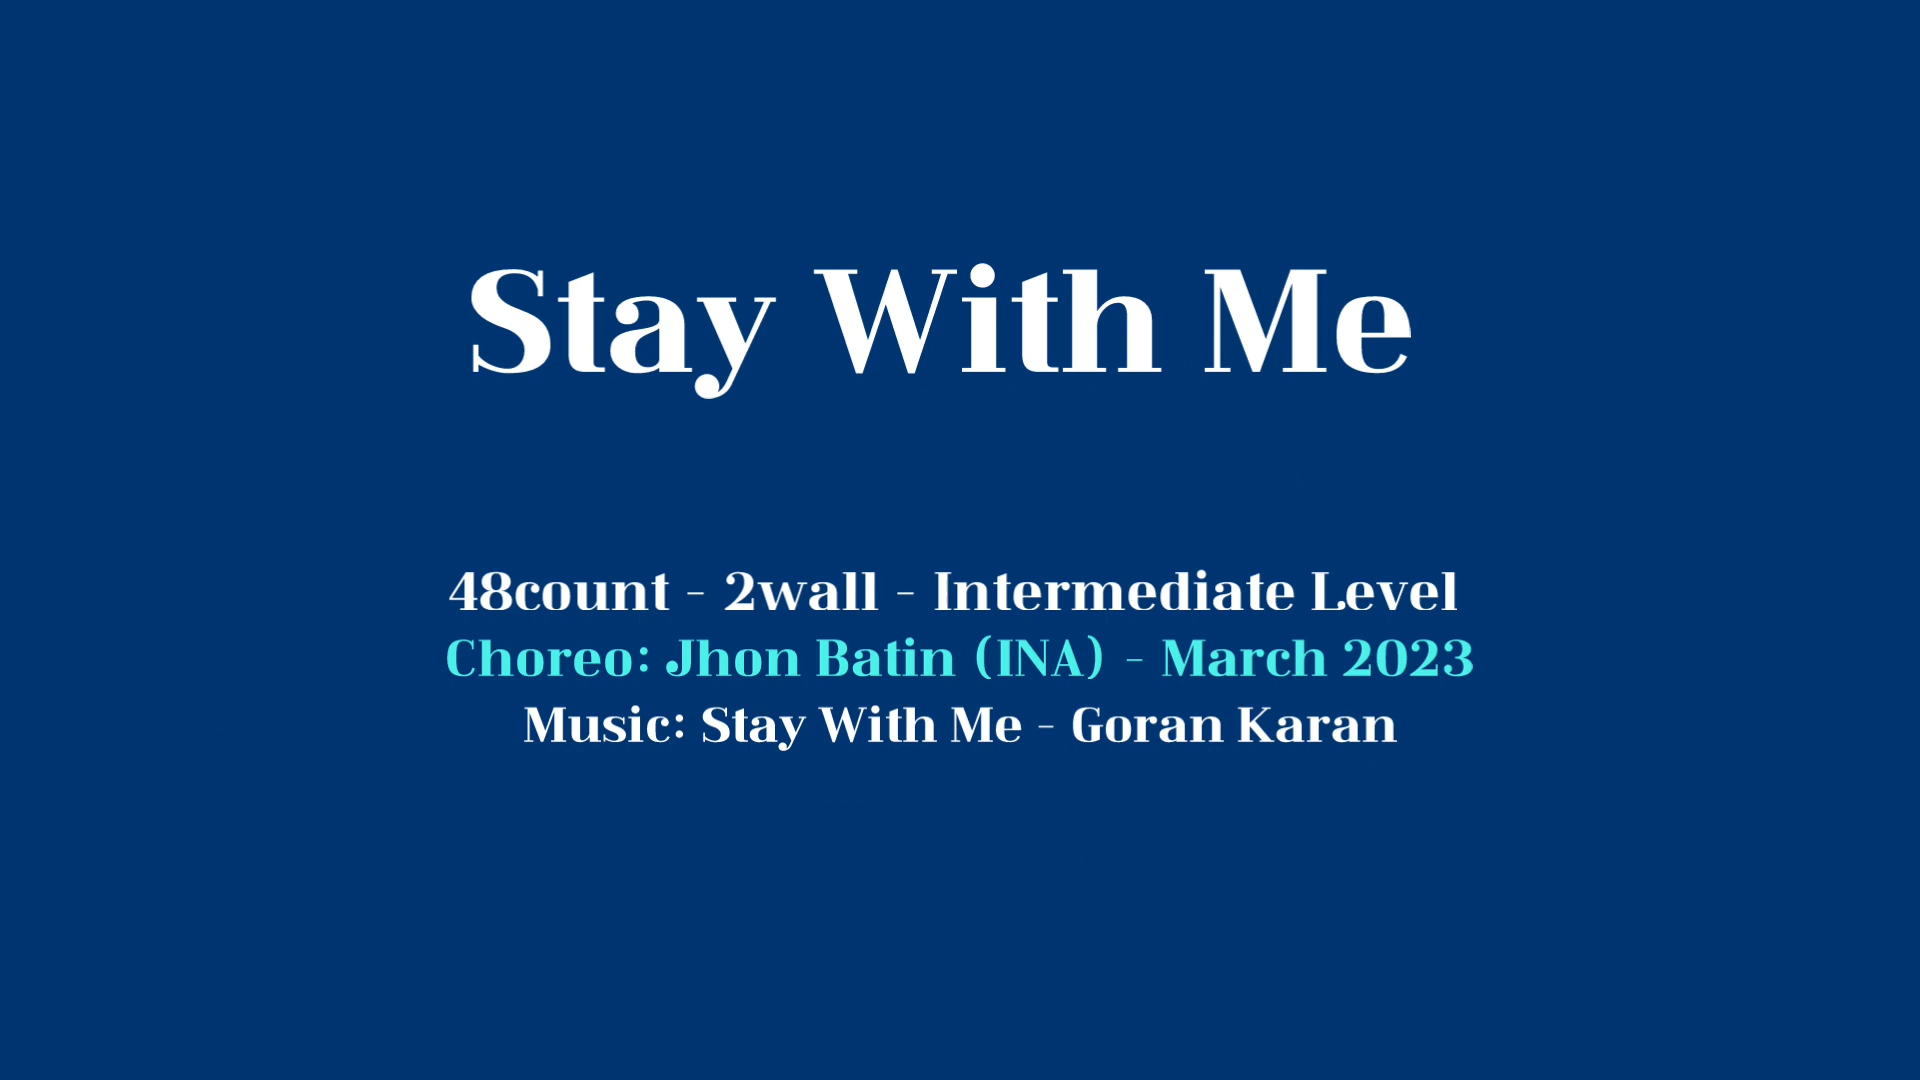 Stay With Me
48count - 2wall - Intermediate Level
Choreo: Jhon Batin (INA) - March 2023
Music: Stay With Me - Goran Karan